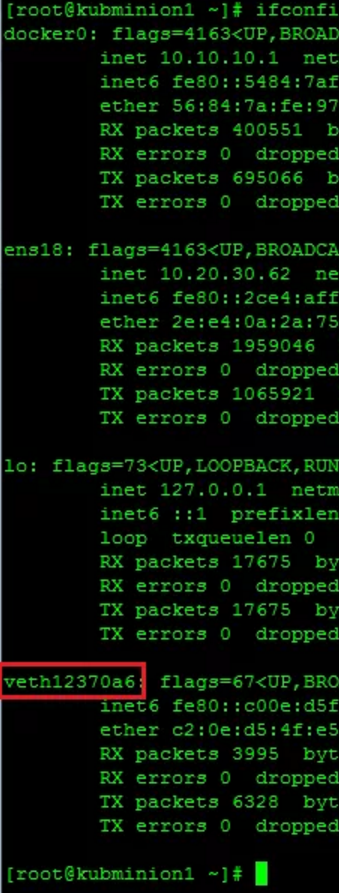 [root@kubminion1 ~]# ifconfi
docker0: flags=4163<UP,BROAD
inet 10.10.10.1 net
inet6 fe80::5484:7af
ether 56:84:7a:fe:97
RX packets 400551 b
RX errors 0 dropped
TX packets 695066 b
TX errors 0 dropped
ens18: flags=4163<UP,BROADCA
inet 10.20.30.62 ne
inet6 fe80::2ce4:aff
ether 2e:e4:0a:2a:75
RX packets 1959046
RX errors 0 dropped
TX packets 1065921
TX errors 0 dropped
lo: flags=73<UP,LOOPBACK,RUN
inet 127.0.0.1 netm
inet6 ::1 prefixlen
loop txqueuelen 0
RX packets 17675 by
RX errors 0 dropped
TX packets 17675 by
TX errors 0 dropped
veth12370a6: flags=67<UP,BRO
inet6 fe80::c00e:d5f
ether c2:0e:d5:4f:e5
RX packets 3995 byt
RX errors 0 dropped
TX packets 6328 byt
TX errors 0 dropped
[root@kubminion1 ~]#